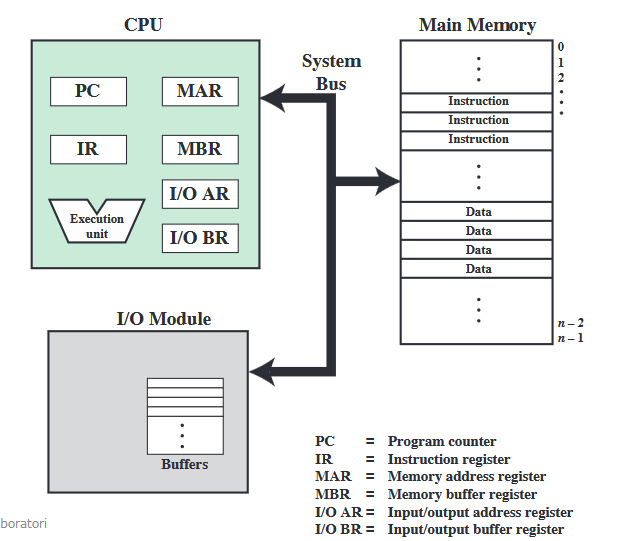 CPU
Main Memory
System
Bus
PC
MAR
IR
MBR
I/O AR
Execution
unit
I/O BR
0
1
2
Instruction
Instruction
Instruction
Data
Data
Data
Data
n – 2
n – 1
I/O Module
Buffers
PC = Program counter
IR = Instruction register
MAR = Memory address register
MBR = Memory buffer register
I/O AR = Input/output address register
I/O BR = Input/output buffer register
boratori